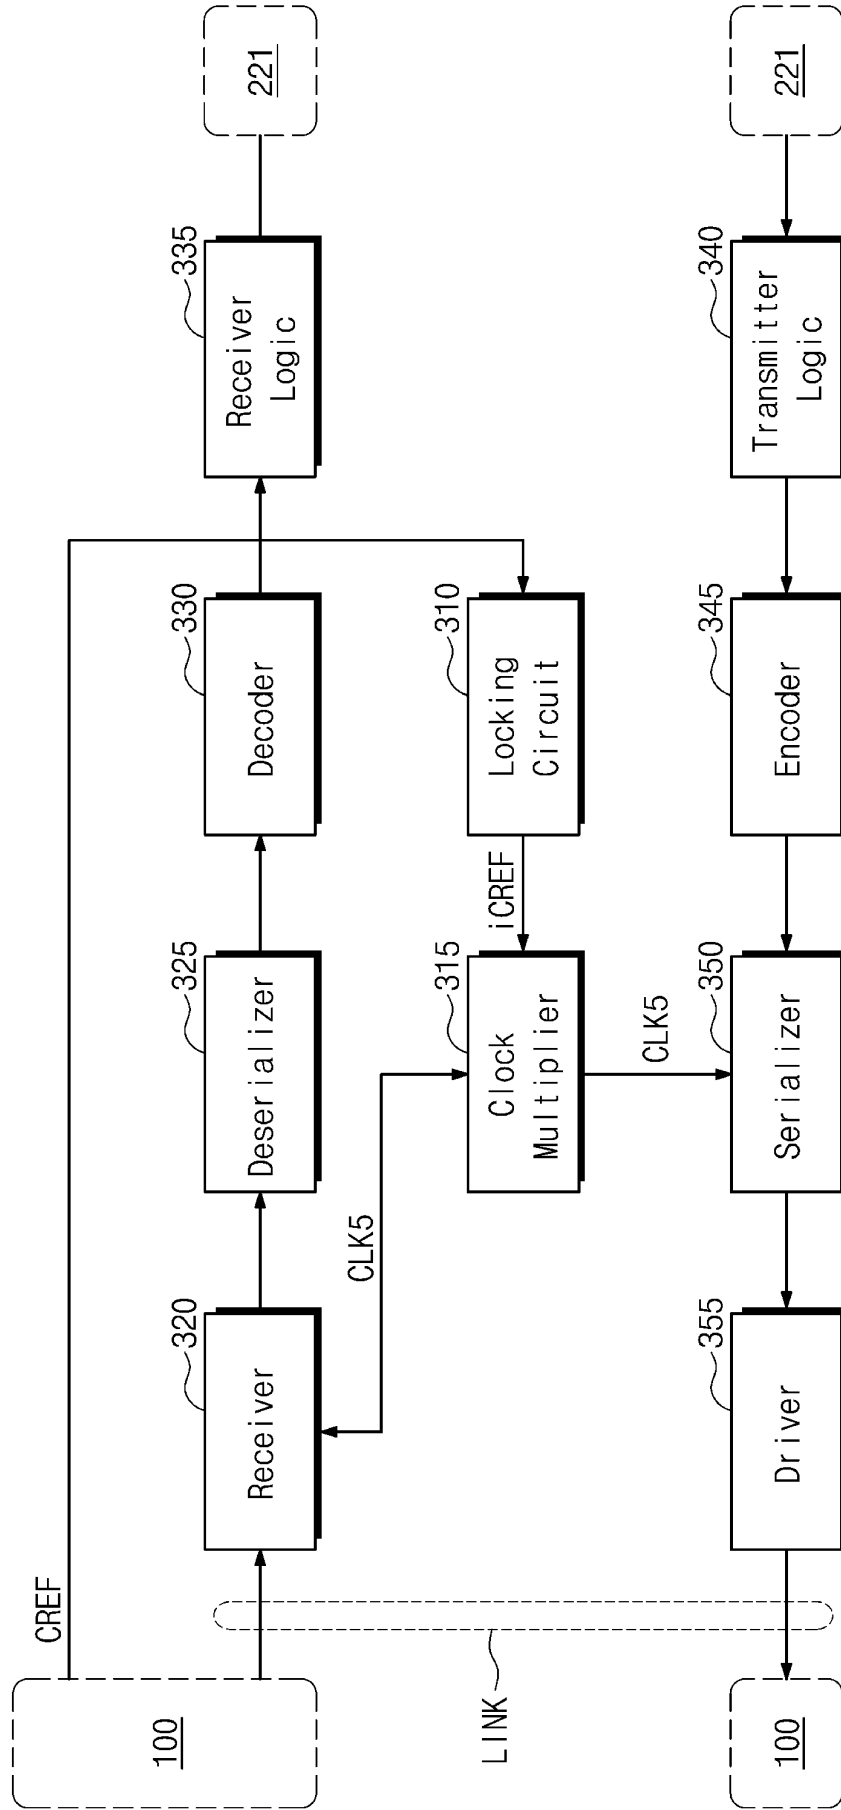 100
CREF
LINK
320
Receiver
325
Deserializer
330
Decoder
335
Receiver
Logic
221
CLK5
315
Clock
Multiplier
iCREF
310
Locking
Circuit
CLK5
100
355
Driver
350
Serializer
345
Encoder
340
Transmitter
Logic
221